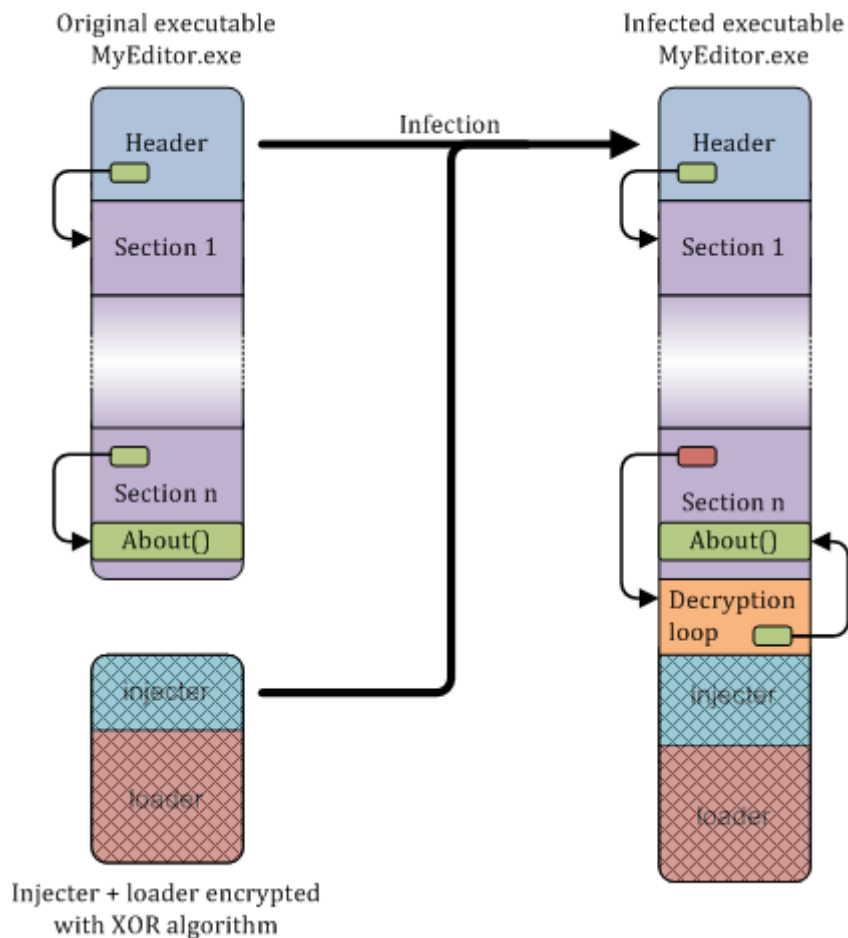 Original executable
MyEditor.exe
Infected executable
MyEditor.exe
Header
Infection
Header
Section 1
Section 1
Section n
About()
Section n
About()
Decryption
loop
injecter
loader
injecter
loader
Injecter + loader encrypted
with XOR algorithm